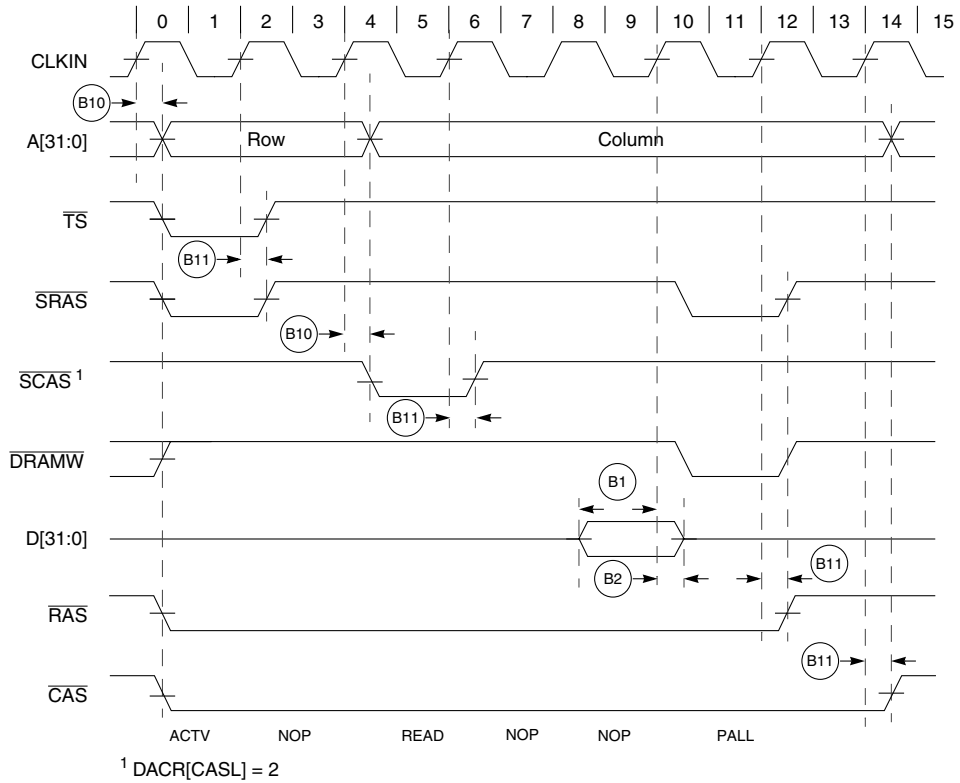 0 1 2 3 4 5 6 7 8 9 10 11 12 13 14 15
CLKIN
B10
A[31:0] Row Column
TS
B11
SRAS
B10
SCAS 1
B11
DRAMW
B1
D[31:0]
B2 B11
RAS
B11
CAS
ACTV NOP READ NOP NOP PALL
1 DACR[CASL] = 2